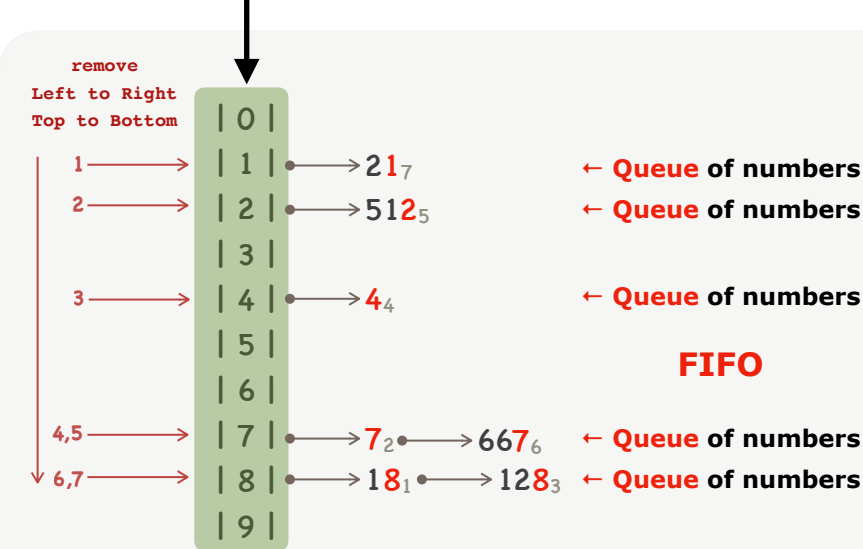 remove
Left to Right
Top to Bottom
| 0 |
1 | 1 | 21₇ ← Queue of numbers
2 | 2 | 512₅ ← Queue of numbers
| 3 |
3 | 4 | 4₄ ← Queue of numbers
| 5 |
FIFO
| 6 |
4,5 | 7 | 7₂ 667₆ ← Queue of numbers
6,7 | 8 | 18₁ 128₃ ← Queue of numbers
| 9 |